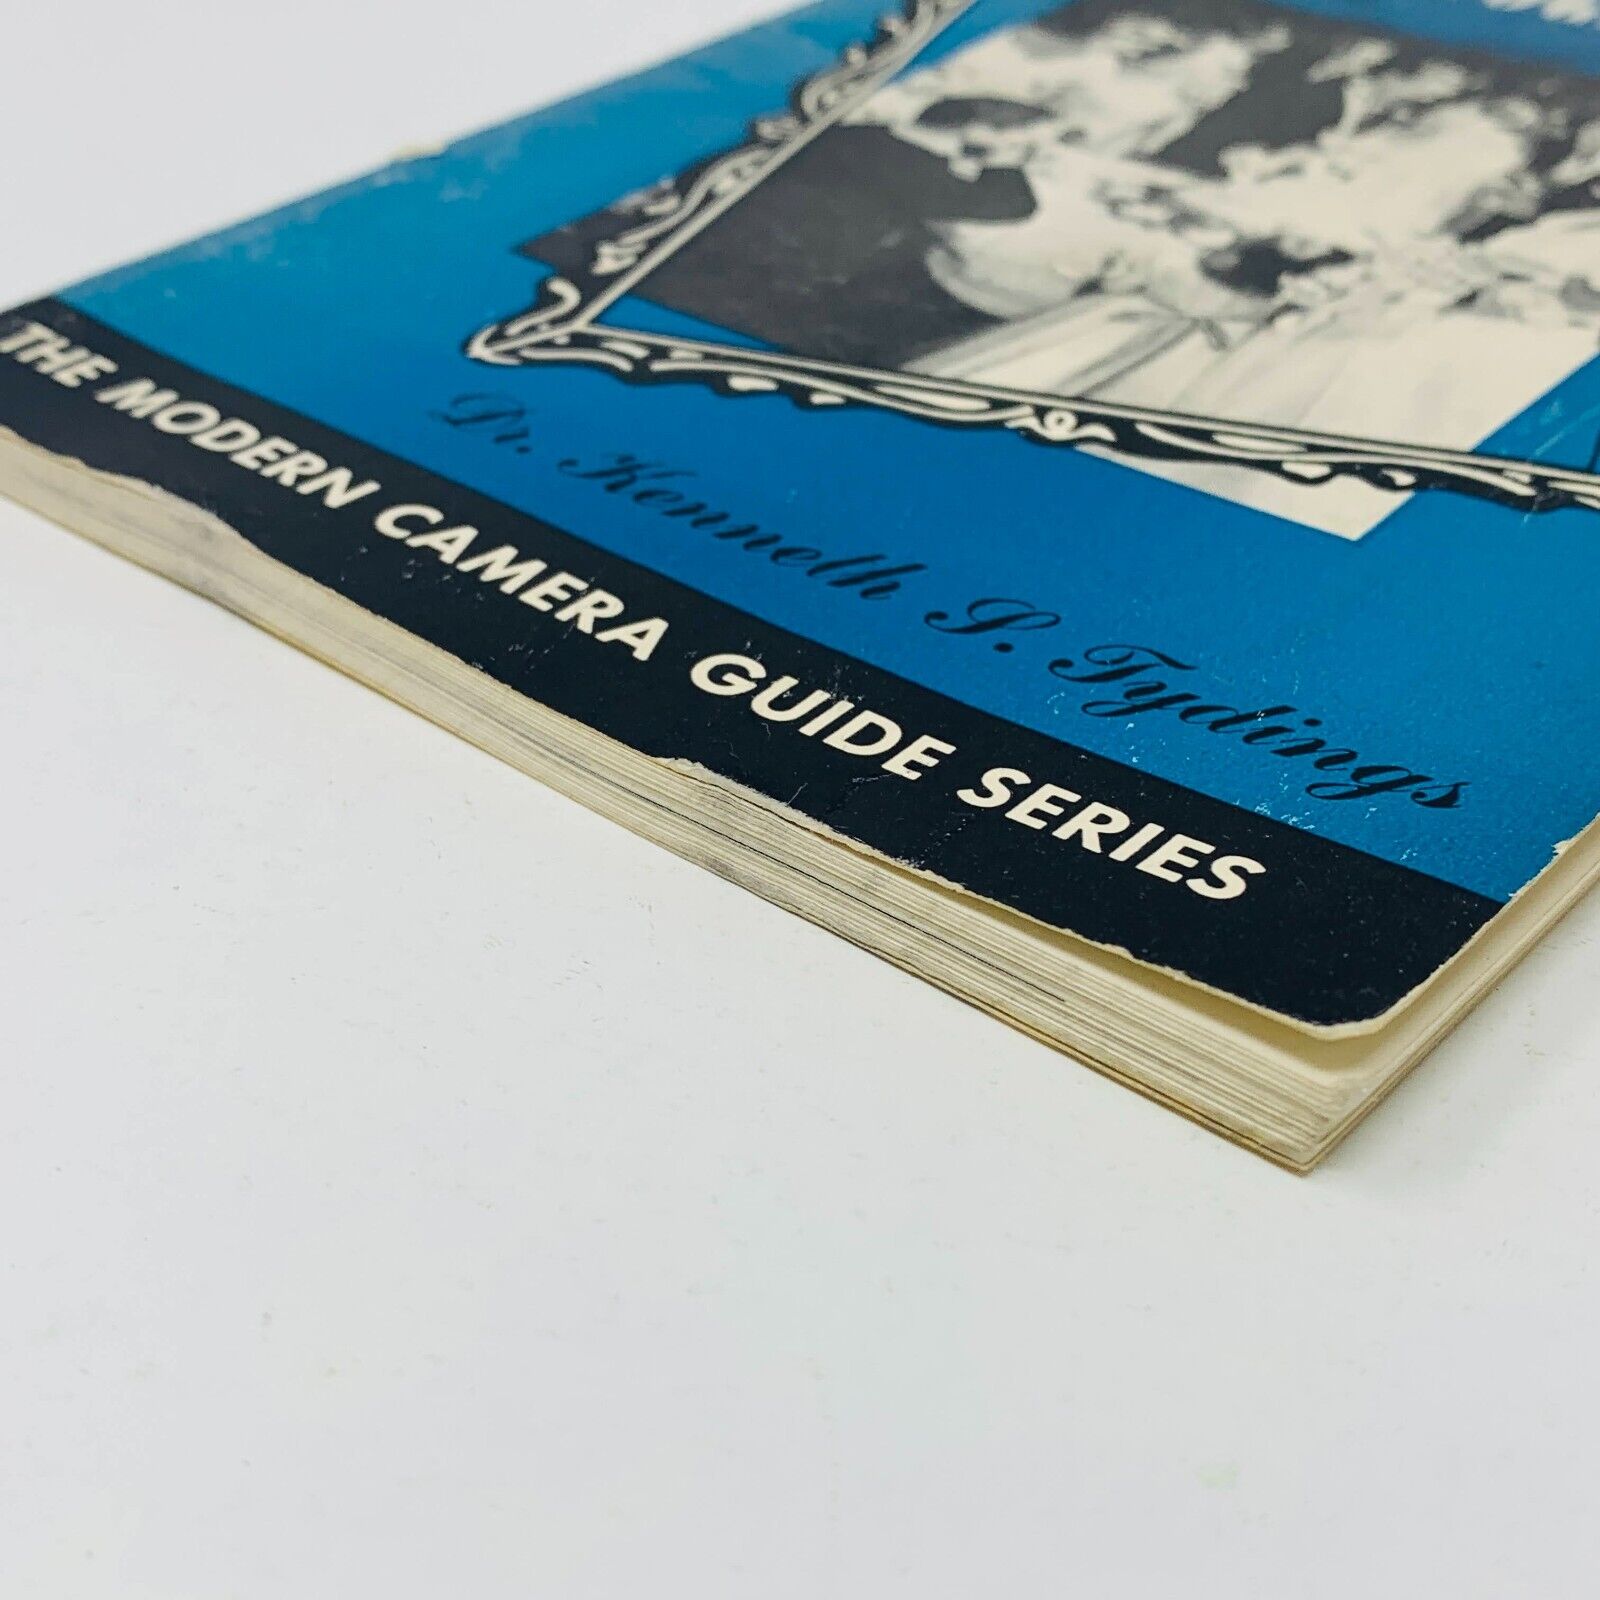 Dr. Kenneth S. Tydings
THE MODERN CAMERA GUIDE SERIES